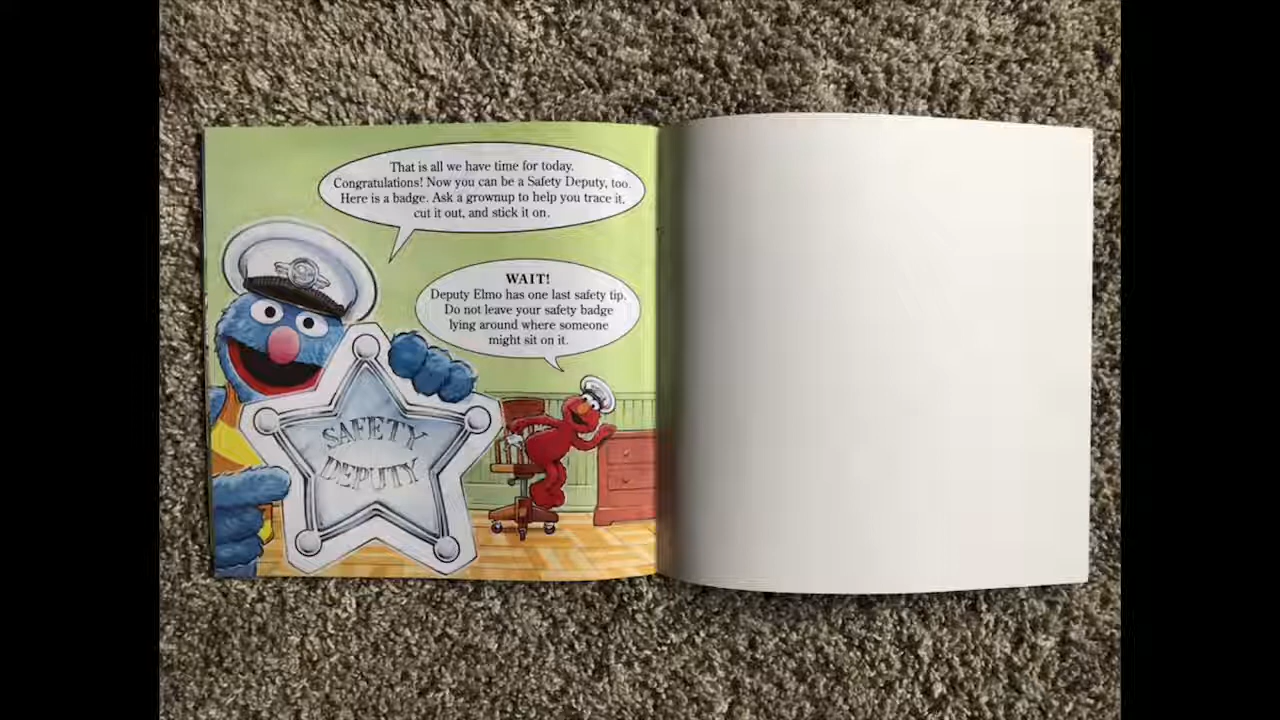 That is all we have time for today.
Congratulations! Now you can be a Safety Deputy, too.
Here is a badge. Ask a grownup to help you trace it,
cut it out, and stick it on.
WAIT!
Deputy Elmo has one last safety tip.
Do not leave your safety badge
lying around where someone
might sit on it.
SAFETY
DEPUTY